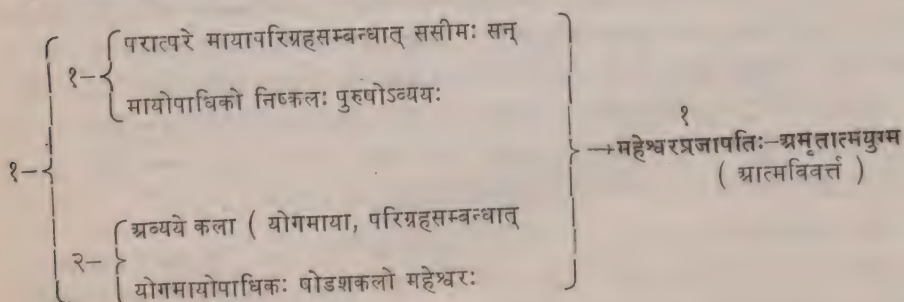 १- परात्परे मायापरिग्रहसम्बन्धात् ससीमः सन्
मायोपाधिको निष्कलः पुरुषोऽव्ययः
१-
१
→महेश्वरप्रजापतिः-अमृतात्मयुग्म
( आत्मविवर्त्त )
२- अव्यये कला ( योगमाया, परिग्रहसम्बन्धात्
योगमायोपाधिकः षोडशकलो महेश्वरः